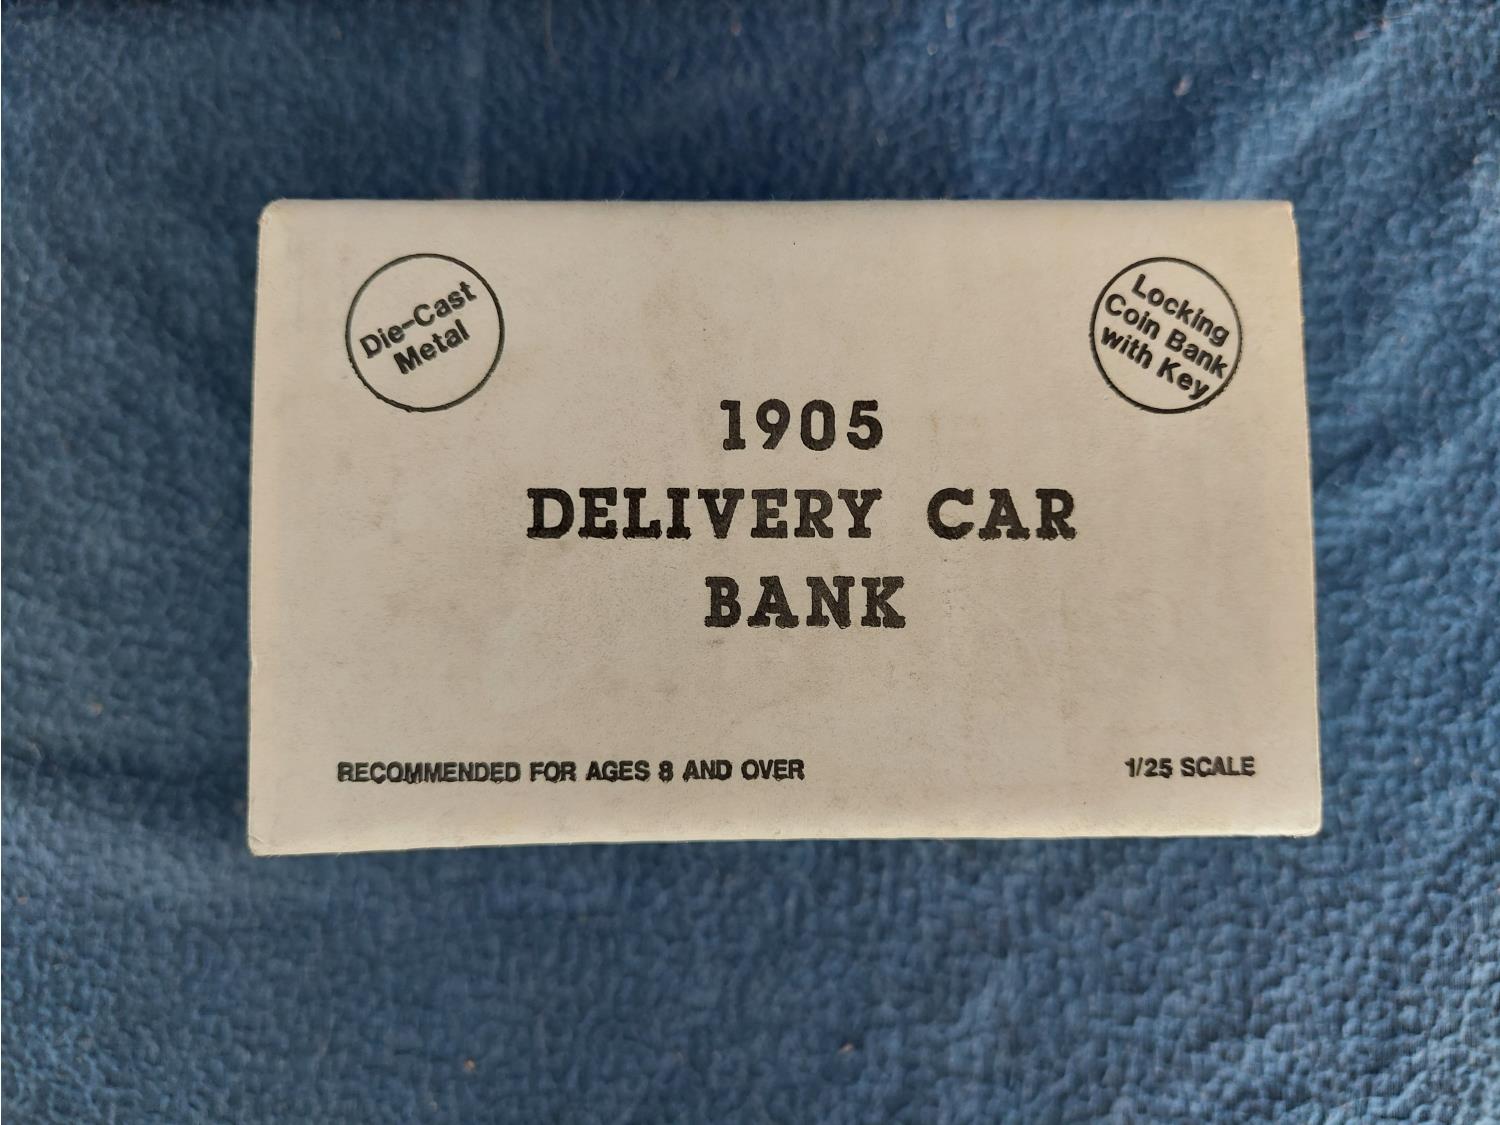 Die-Cast
Metal
Locking
Coin Bank
with Key
1905
DELIVERY CAR
BANK
RECOMMENDED FOR AGES 8 AND OVER
1/25 SCALE